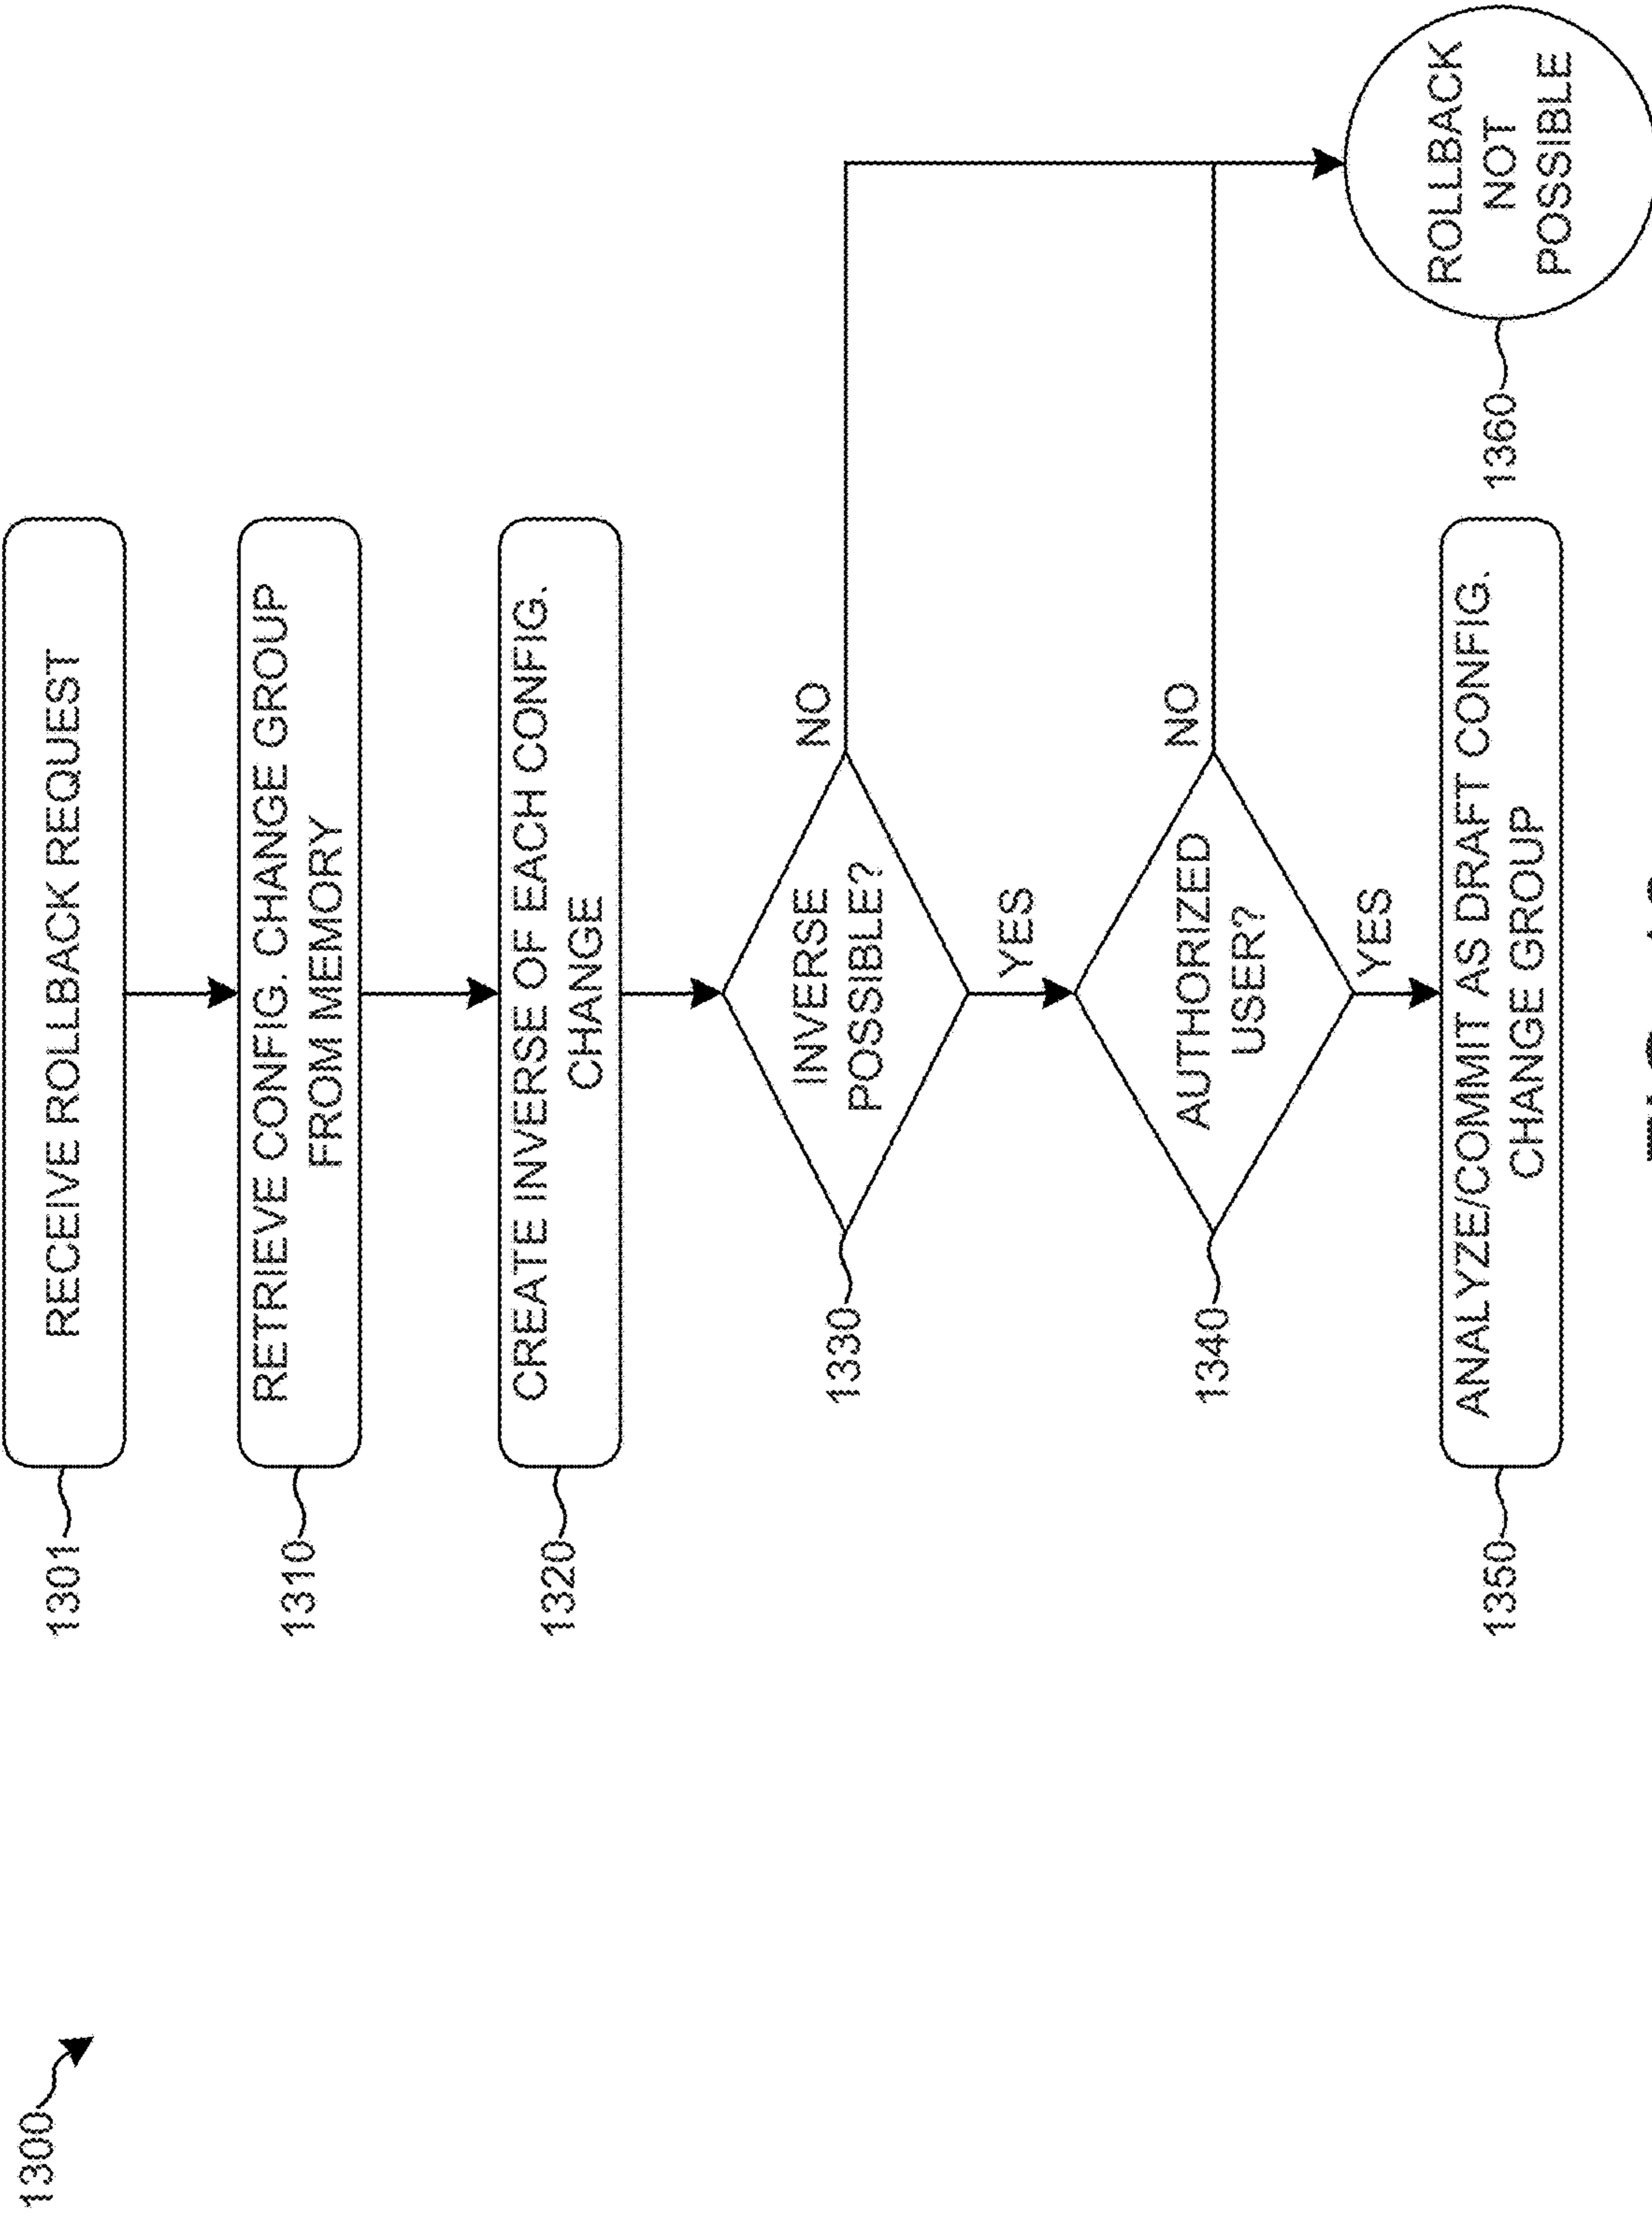 1300
1301
RECEIVE ROLLBACK REQUEST
1310
RETRIEVE CONFIG. CHANGE GROUP
FROM MEMORY
1320
CREATE INVERSE OF EACH CONFIG.
CHANGE
1330
INVERSE
POSSIBLE?
NO
YES
1340
AUTHORIZED
USER?
NO
YES
1350
ANALYZE/COMMIT AS DRAFT CONFIG.
CHANGE GROUP
1360
ROLLBACK
NOT
POSSIBLE